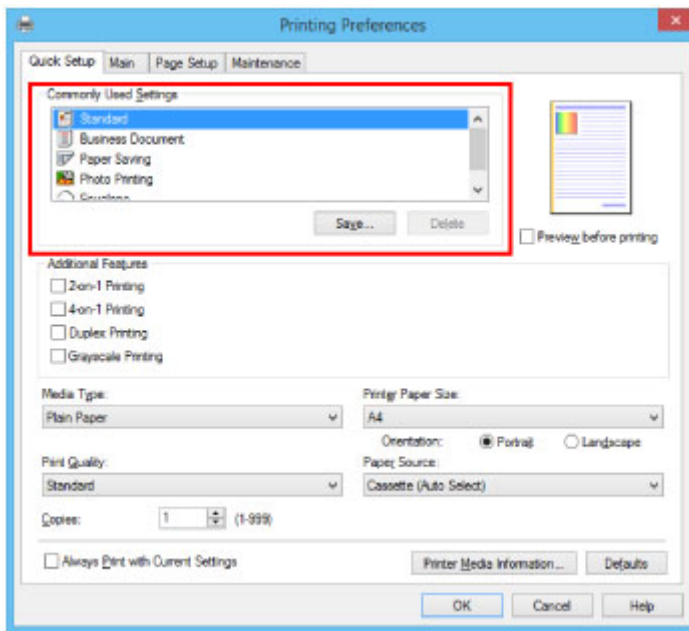 Printing Preferences
Quick Setup Main Page Setup Maintenance
Commonly Used Settings
Standard
Business Document
Paper Saving
Photo Printing
Envelope
Save... Delete
Preview before printing
Additional Features
2-on-1 Printing
4-on-1 Printing
Duplex Printing
Grayscale Printing
Media Type: Printer Paper Size:
Plain Paper A4
Orientation: Portrait Landscape
Print Quality: Paper Source:
Standard Cassette (Auto Select)
Copies: 1 (1-999)
Always Print with Current Settings Printer Media Information... Defaults
OK Cancel Help